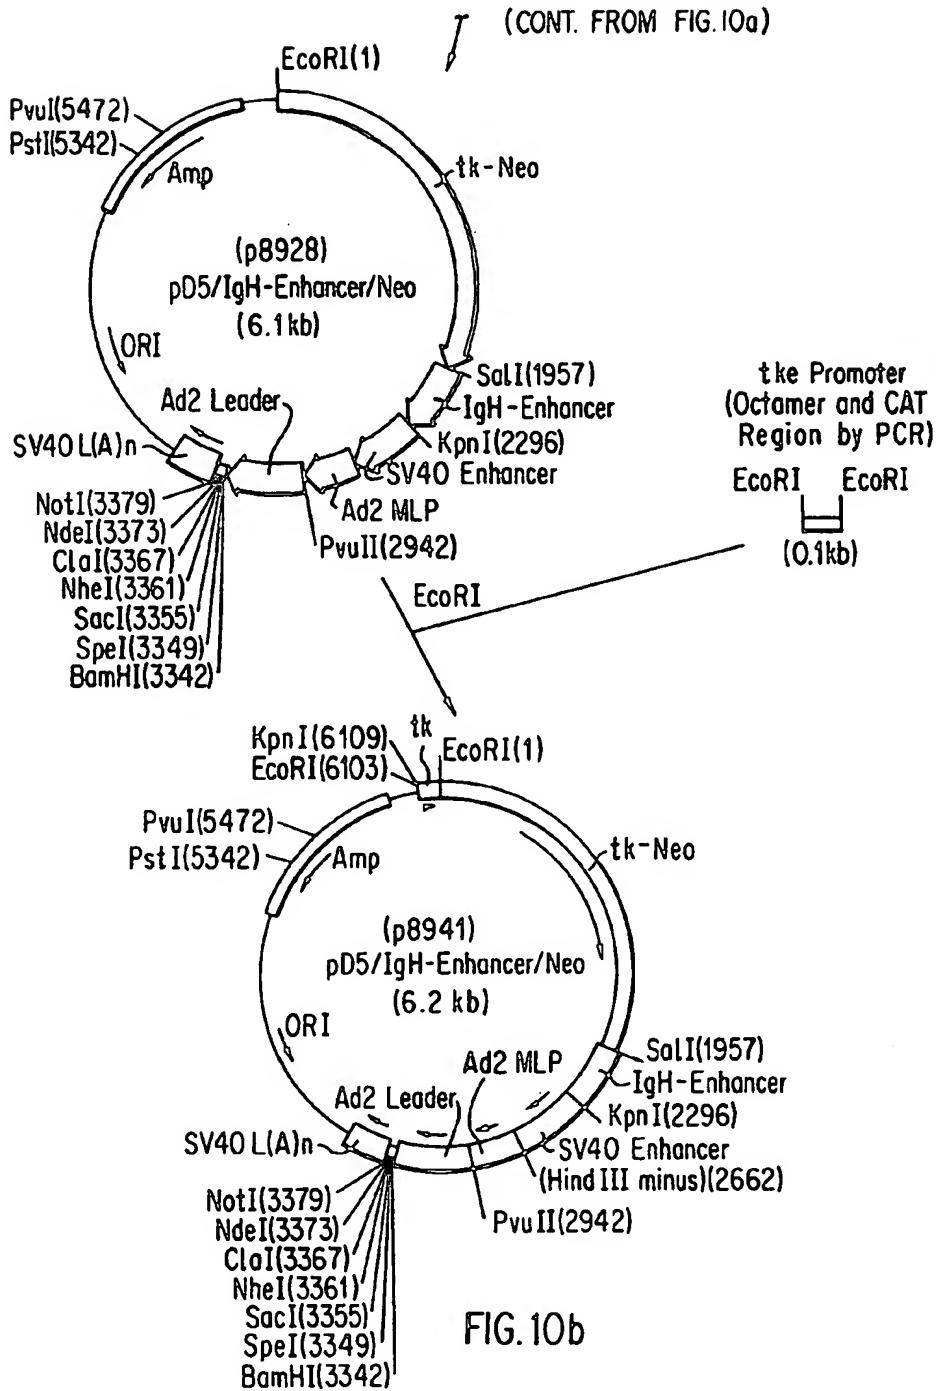 (CONT. FROM FIG.10a)
EcoRI(1)
PvuI(5472)
PstI(5342)
Amp
tk-Neo
(p8928)
pD5/IgH-Enhancer/Neo
(6.1kb)
ORI
SalI(1957)
IgH-Enhancer
KpnI(2296)
SV40 Enhancer
Ad2 MLP
PvuII(2942)
Ad2 Leader
SV40 L(A)n
NotI(3379)
NdeI(3373)
ClaI(3367)
NheI(3361)
SacI(3355)
SpeI(3349)
BamHI(3342)
tke Promoter
(Octamer and CAT
Region by PCR)
EcoRI EcoRI
(0.1kb)
EcoRI
tk
KpnI(6109)
EcoRI(6103)
EcoRI(1)
PvuI(5472)
PstI(5342)
Amp
tk-Neo
(p8941)
pD5/IgH-Enhancer/Neo
(6.2 kb)
ORI
SalI(1957)
IgH-Enhancer
KpnI(2296)
SV40 Enhancer
(Hind III minus)(2662)
PvuII(2942)
Ad2 MLP
Ad2 Leader
SV40 L(A)n
NotI(3379)
NdeI(3373)
ClaI(3367)
NheI(3361)
SacI(3355)
SpeI(3349)
BamHI(3342)
FIG.10b